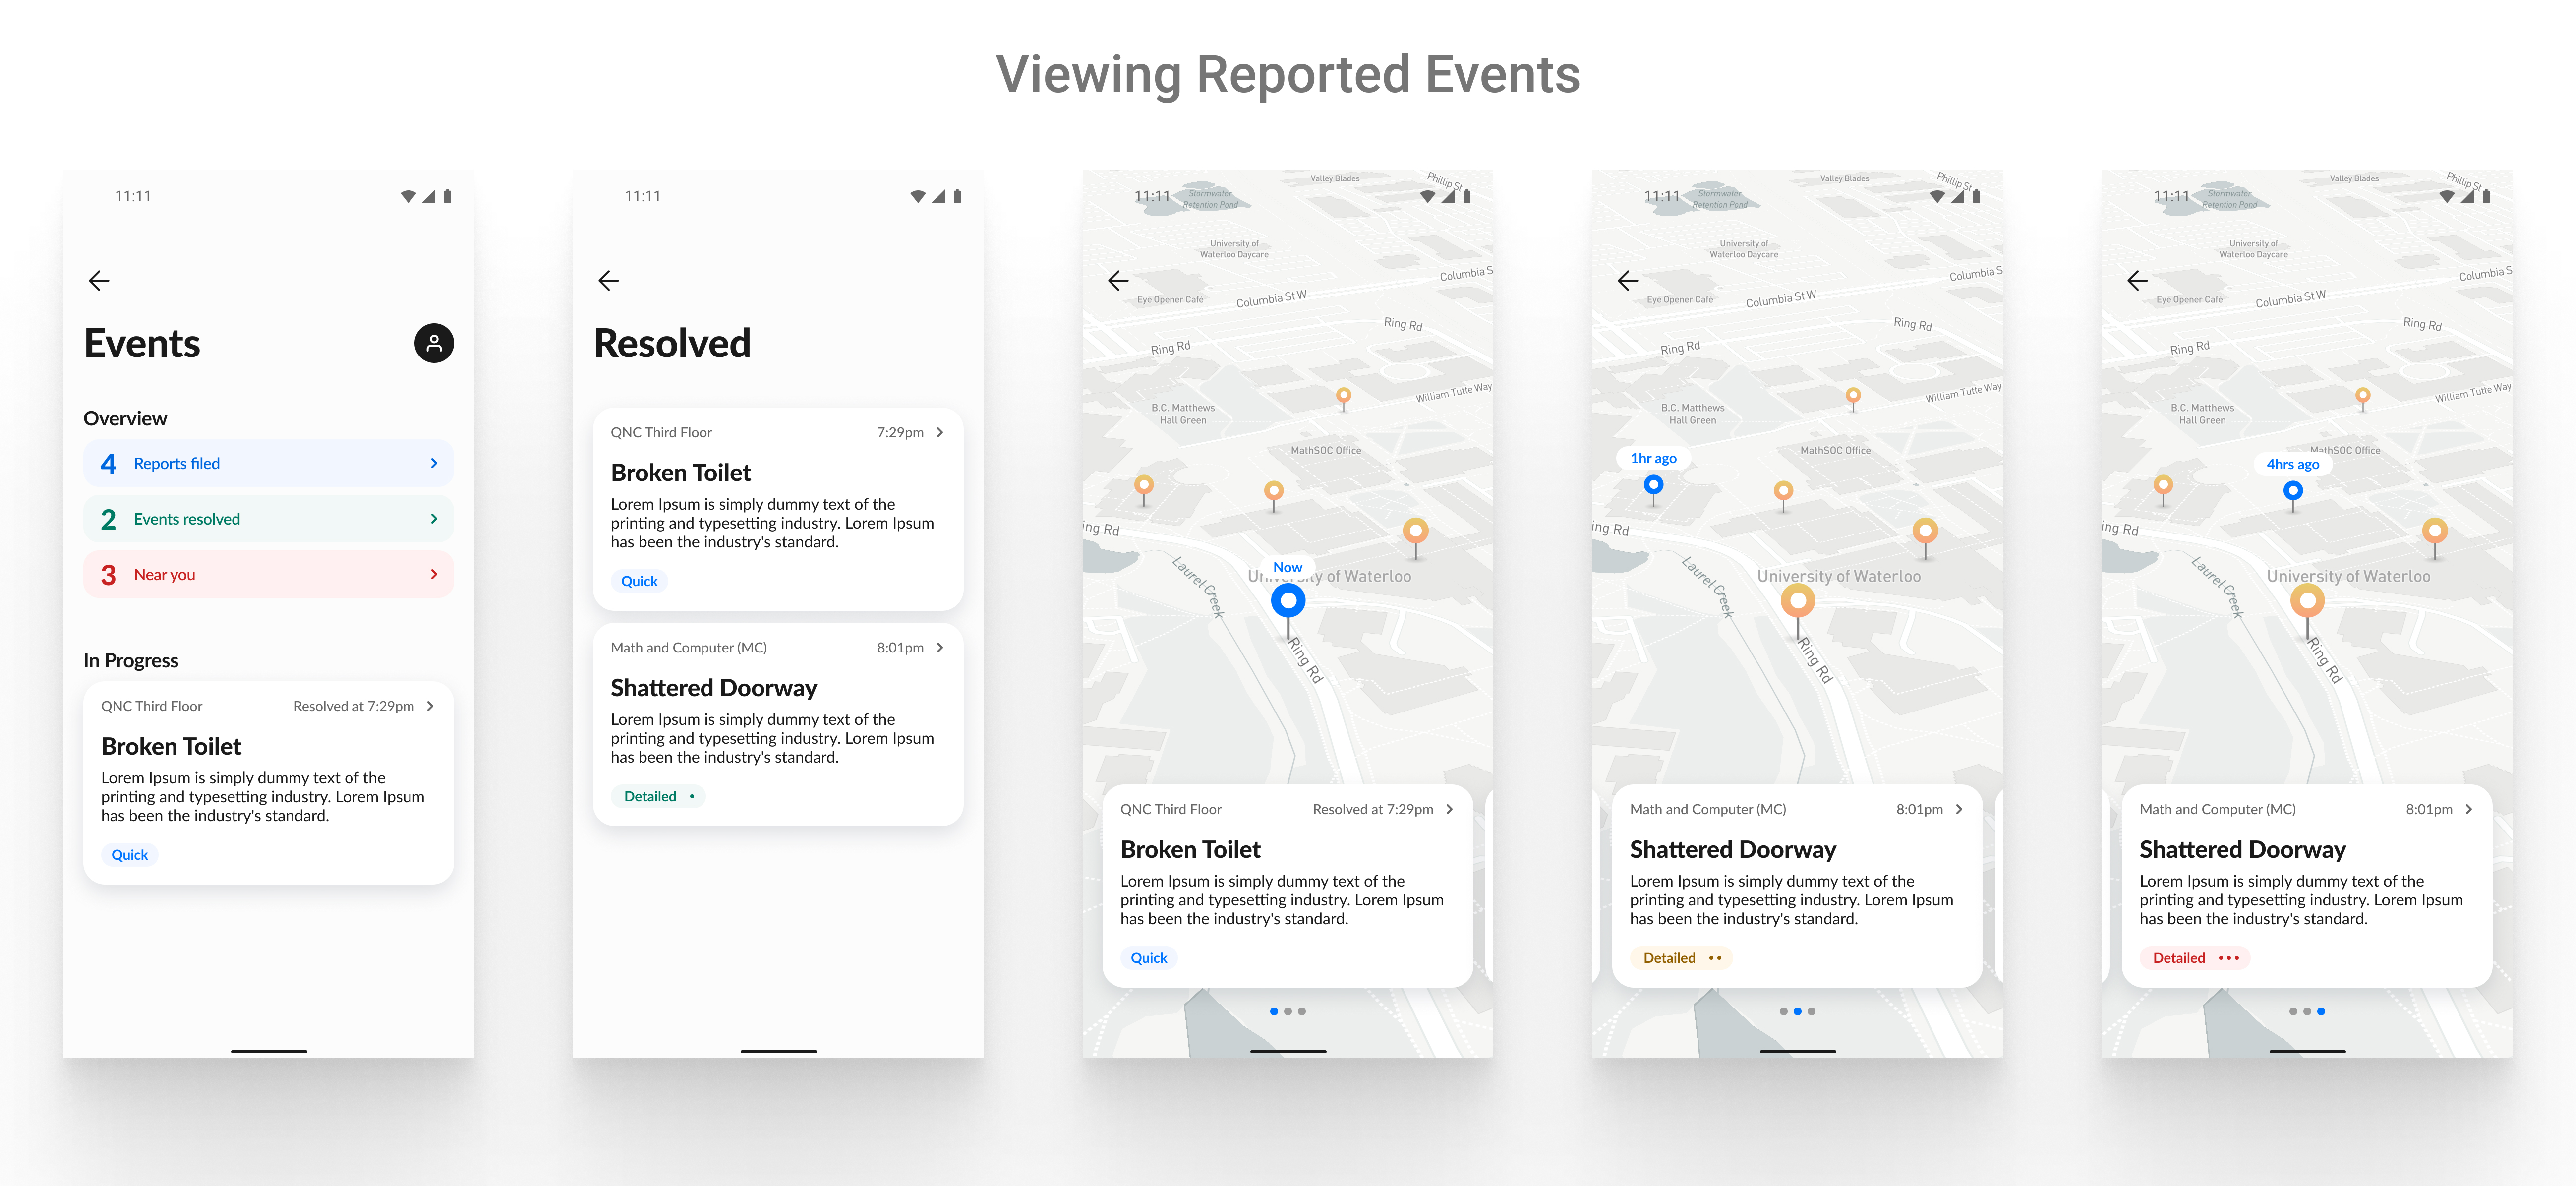 Viewing Reported Events
11:11
Events
Overview
4 Reports filed
2 Events resolved
3 Near you
In Progress
QNC Third Floor Resolved at 7:29pm
Broken Toilet
Lorem Ipsum is simply dummy text of the
printing and typesetting industry. Lorem Ipsum
has been the industry's standard.
Quick
11:11
Resolved
QNC Third Floor 7:29pm
Broken Toilet
Lorem Ipsum is simply dummy text of the
printing and typesetting industry. Lorem Ipsum
has been the industry's standard.
Quick
Math and Computer (MC) 8:01pm
Shattered Doorway
Lorem Ipsum is simply dummy text of the
printing and typesetting industry. Lorem Ipsum
has been the industry's standard.
Detailed •
11:11
Valley Blades
Phillip St
Stormwater
Retention Pond
University of
Waterloo Daycare
Columbia S
Eye Opener Café
Columbia St W
Ring Rd
Ring Rd
William Tutte Way
B.C. Matthews
Hall Green
MathSOC Office
ing Rd
Now
University of Waterloo
Laurel Creek
Ring Rd
QNC Third Floor Resolved at 7:29pm
Broken Toilet
Lorem Ipsum is simply dummy text of the
printing and typesetting industry. Lorem Ipsum
has been the industry's standard.
Quick
11:11
Valley Blades
Phillip St
Stormwater
Retention Pond
University of
Waterloo Daycare
Columbia S
Eye Opener Café
Columbia St W
Ring Rd
Ring Rd
William Tutte Way
B.C. Matthews
Hall Green
MathSOC Office
1hr ago
ing Rd
University of Waterloo
Laurel Creek
Ring Rd
Math and Computer (MC) 8:01pm
Shattered Doorway
Lorem Ipsum is simply dummy text of the
printing and typesetting industry. Lorem Ipsum
has been the industry's standard.
Detailed ••
11:11
Valley Blades
Phillip St
Stormwater
Retention Pond
University of
Waterloo Daycare
Columbia S
Eye Opener Café
Columbia St W
Ring Rd
Ring Rd
William Tutte Way
B.C. Matthews
Hall Green
MathSOC Office
4hrs ago
ing Rd
University of Waterloo
Laurel Creek
Ring Rd
Math and Computer (MC) 8:01pm
Shattered Doorway
Lorem Ipsum is simply dummy text of the
printing and typesetting industry. Lorem Ipsum
has been the industry's standard.
Detailed •••